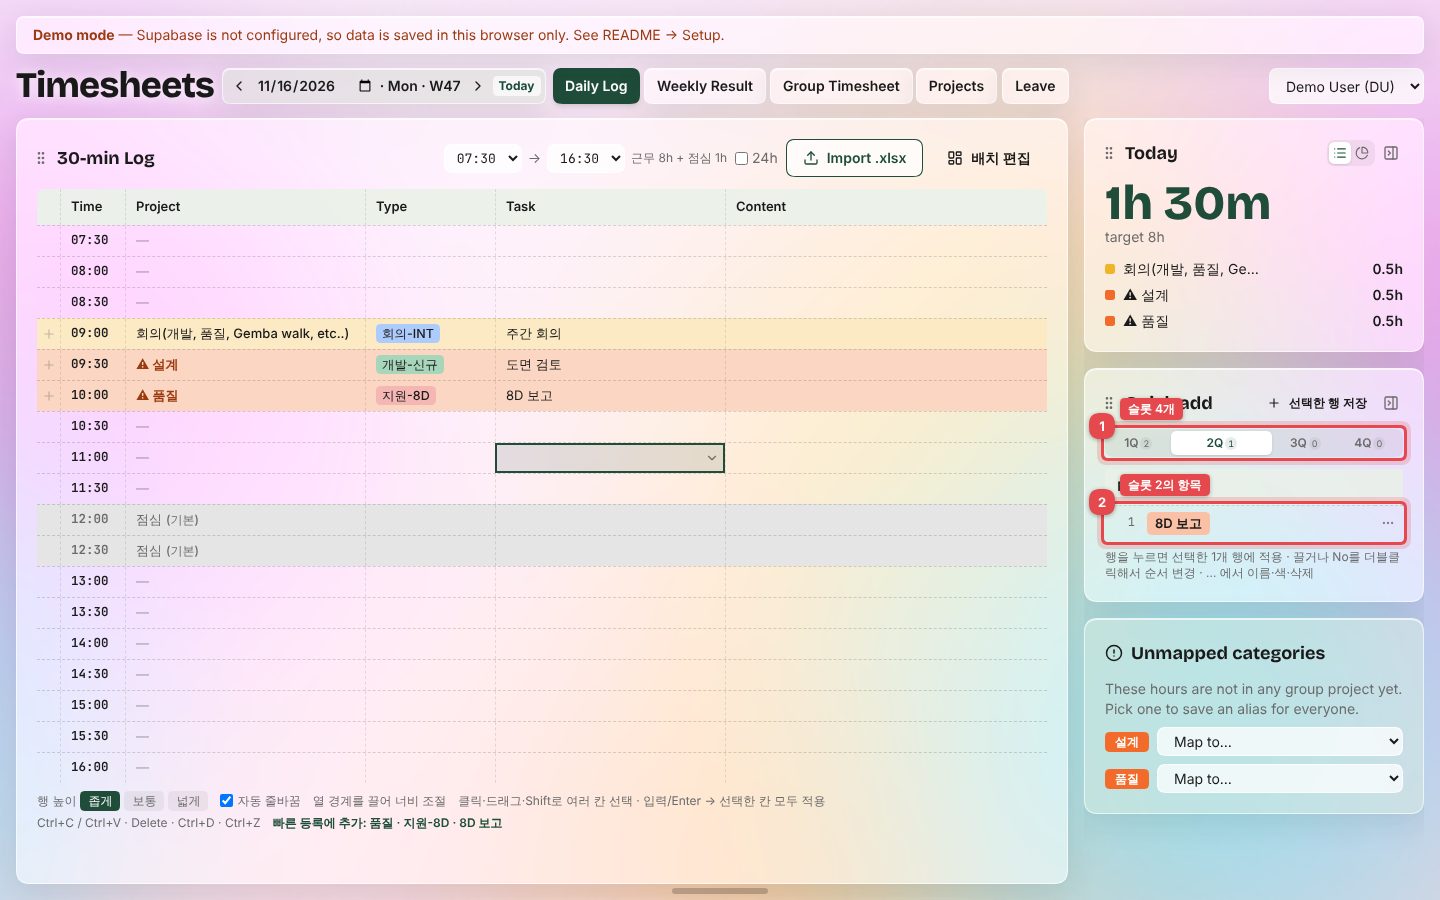 Demo mode — Supabase is not configured, so data is saved in this browser only. See README → Setup.
Timesheets
11/16/2026 · Mon · W47 Today
Daily Log
Weekly Result
Group Timesheet
Projects
Leave
Demo User (DU)
30-min Log
07:30 → 16:30 근무 8h + 점심 1h 24h
Import .xlsx
배치 편집
Time Project Type Task Content
07:30 —
08:00 —
08:30 —
+ 09:00 회의(개발, 품질, Gemba walk, etc..) 회의-INT 주간 회의
+ 09:30 ⚠ 설계 개발-신규 도면 검토
+ 10:00 ⚠ 품질 지원-8D 8D 보고
10:30 —
11:00 —
11:30 —
12:00 점심 (기본)
12:30 점심 (기본)
13:00 —
13:30 —
14:00 —
14:30 —
15:00 —
15:30 —
16:00 —
행 높이 좁게 보통 넓게 자동 줄바꿈 열 경계를 끌어 너비 조절 클릭·드래그·Shift로 여러 칸 선택 · 입력/Enter → 선택한 칸 모두 적용
Ctrl+C / Ctrl+V · Delete · Ctrl+D · Ctrl+Z 빠른 등록에 추가: 품질 · 지원-8D · 8D 보고
Today
1h 30m
target 8h
회의(개발, 품질, Ge... 0.5h
⚠ 설계 0.5h
⚠ 품질 0.5h
add
+ 선택한 행 저장
슬롯 4개
1
1Q 2 2Q 1 3Q 0 4Q 0
슬롯 2의 항목
2
1 8D 보고 ...
행을 누르면 선택한 1개 행에 적용 · 끌거나 No를 더블클
릭해서 순서 변경 · ... 에서 이름·색·삭제
Unmapped categories
These hours are not in any group project yet.
Pick one to save an alias for everyone.
설계 Map to...
품질 Map to...